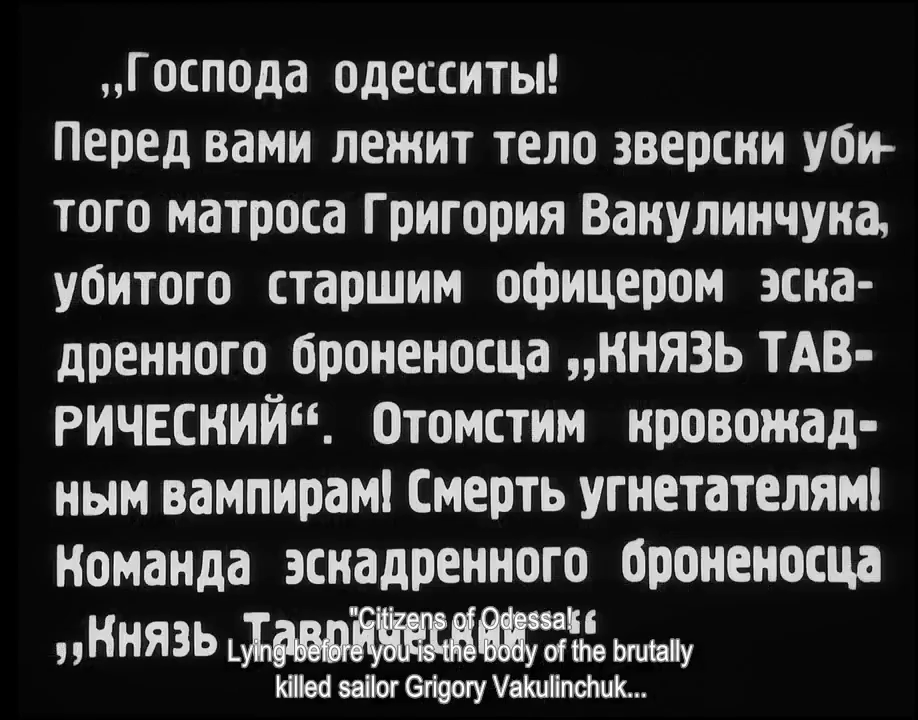 „Господа одесситы!
Перед вами лежит тело зверски уби-
того матроса Григория Вакулинчука,
убитого старшим офицером эска-
дренного броненосца „КНЯЗЬ ТАВ-
РИЧЕСКИЙ“. Отомстим кровожад-
ным вампирам! Смерть угнетателям!
Команда эскадренного броненосца
„Князь Таврический“
"Citizens of Odessa!
Lying before you is the body of the brutally
killed sailor Grigory Vakulinchuk...